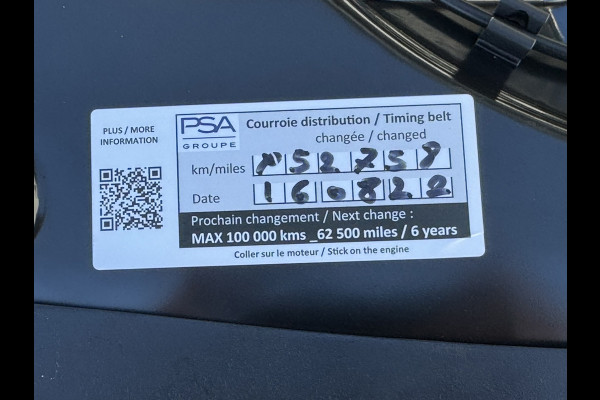 PLUS / MORE
INFORMATION
PSA
GROUPE
Courroie distribution / Timing belt
changée / changed
km/miles 52759
Date 160822
Prochain changement / Next change :
MAX 100 000 kms _62 500 miles / 6 years
Coller sur le moteur / Stick on the engine